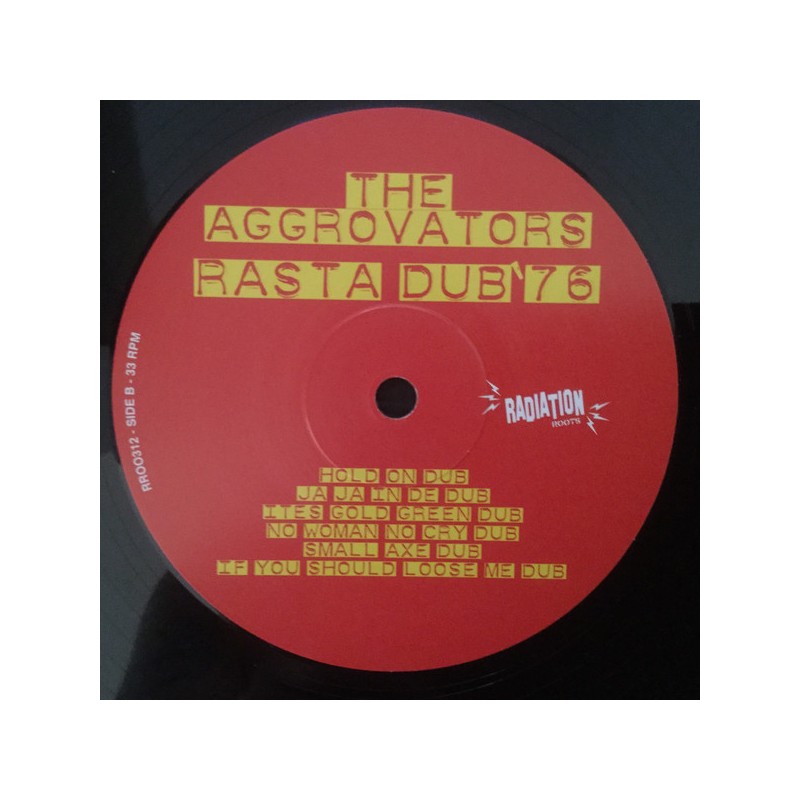 THE
AGGROVATORS
RASTA DUB'76
RROO312 - SIDE B - 33 RPM
RADIATION
ROOTS
HOLD ON DUB
JA JA IN DE DUB
ITES GOLD GREEN DUB
NO WOMAN NO CRY DUB
SMALL AXE DUB
IF YOU SHOULD LOOSE ME DUB